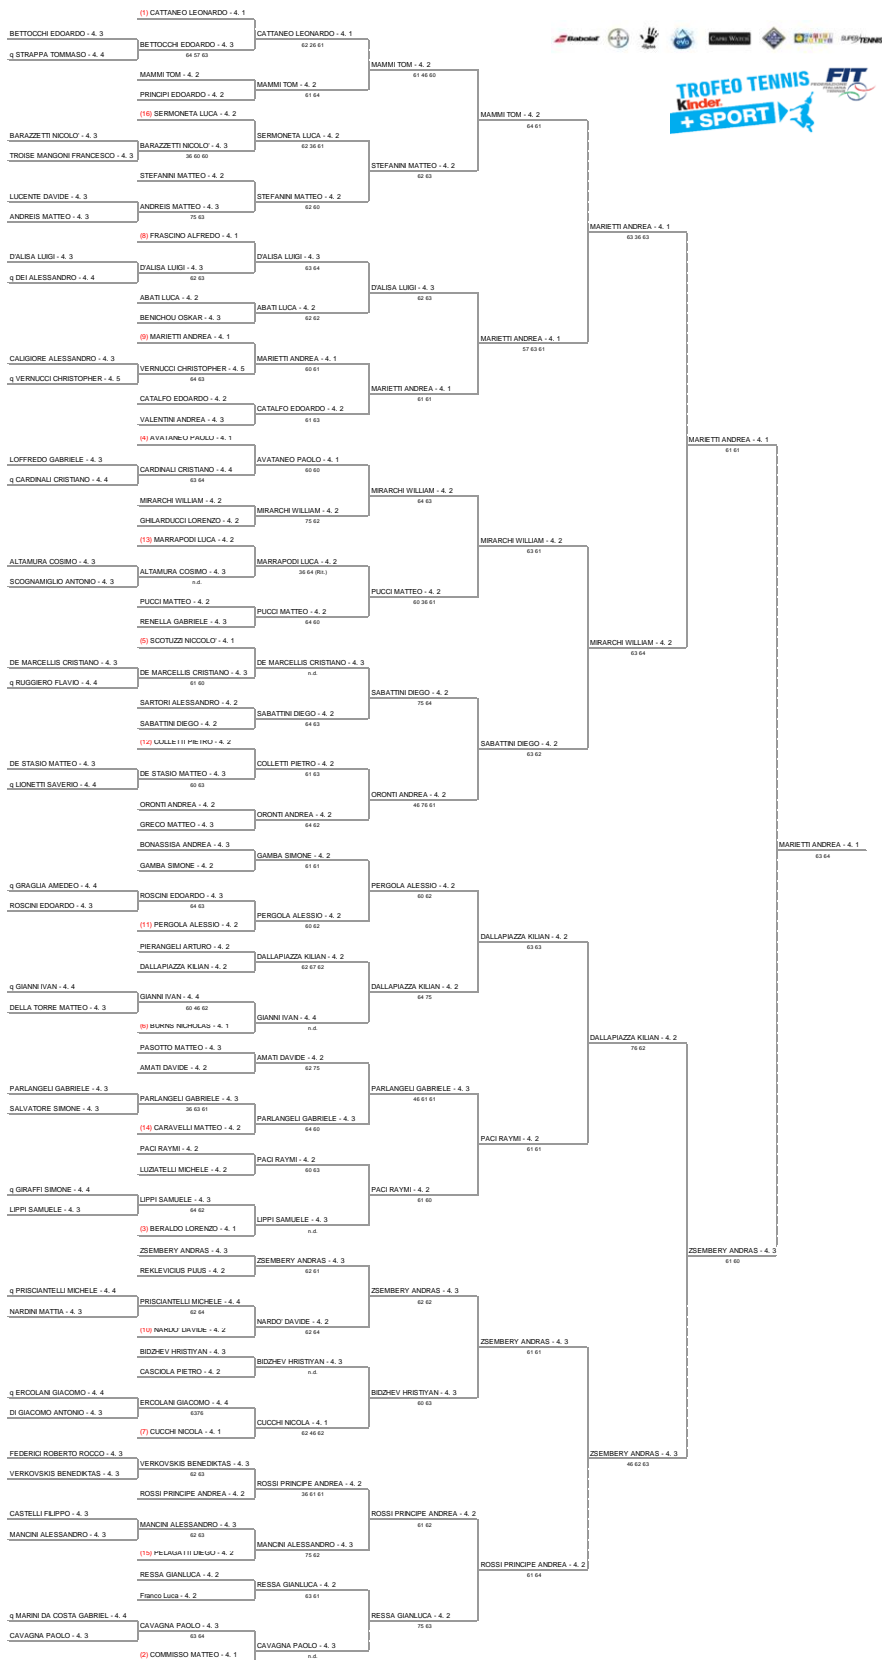 (1) CATTANEO LEONARDO - 4. 1
BETTOCCHI EDOARDO - 4. 3
CATTANEO LEONARDO - 4. 1
BETTOCCHI EDOARDO - 4. 3
62 26 61
q STRAPPA TOMMASO - 4. 4
64 57 63
MAMMI TOM - 4. 2
MAMMI TOM - 4. 2
61 46 60
MAMMI TOM - 4. 2
PRINCIPI EDOARDO - 4. 2
61 64
(16) SERMONETA LUCA - 4. 2
MAMMI TOM - 4. 2
64 61
BARAZZETTI NICOLO' - 4. 3
SERMONETA LUCA - 4. 2
BARAZZETTI NICOLO' - 4. 3
62 36 61
TROISE MANGONI FRANCESCO - 4. 3
36 60 60
STEFANINI MATTEO - 4. 2
62 63
STEFANINI MATTEO - 4. 2
LUCENTE DAVIDE - 4. 3
STEFANINI MATTEO - 4. 2
ANDREIS MATTEO - 4. 3
62 60
ANDREIS MATTEO - 4. 3
75 63
MARIETTI ANDREA - 4. 1
63 36 63
(8) FRASCINO ALFREDO - 4. 1
D'ALISA LUIGI - 4. 3
D'ALISA LUIGI - 4. 3
D'ALISA LUIGI - 4. 3
63 64
q DEI ALESSANDRO - 4. 4
62 63
D'ALISA LUIGI - 4. 3
62 63
ABATI LUCA - 4. 2
ABATI LUCA - 4. 2
BENICHOU OSKAR - 4. 3
62 62
(9) MARIETTI ANDREA - 4. 1
MARIETTI ANDREA - 4. 1
57 63 61
CALIGIORE ALESSANDRO - 4. 3
MARIETTI ANDREA - 4. 1
VERNUCCI CHRISTOPHER - 4. 5
60 61
q VERNUCCI CHRISTOPHER - 4. 5
64 63
MARIETTI ANDREA - 4. 1
61 61
CATALFO EDOARDO - 4. 2
CATALFO EDOARDO - 4. 2
VALENTINI ANDREA - 4. 3
61 63
(4) AVATANEO PAOLO - 4. 1
MARIETTI ANDREA - 4. 1
61 61
LOFFREDO GABRIELE - 4. 3
AVATANEO PAOLO - 4. 1
CARDINALI CRISTIANO - 4. 4
60 60
q CARDINALI CRISTIANO - 4. 4
63 64
MIRARCHI WILLIAM - 4. 2
64 63
MIRARCHI WILLIAM - 4. 2
MIRARCHI WILLIAM - 4. 2
GHILARDUCCI LORENZO - 4. 2
75 62
(13) MARRAPODI LUCA - 4. 2
MIRARCHI WILLIAM - 4. 2
63 61
ALTAMURA COSIMO - 4. 3
MARRAPODI LUCA - 4. 2
ALTAMURA COSIMO - 4. 3
36 64 (Rit.)
SCOGNAMIGLIO ANTONIO - 4. 3
n.d.
PUCCI MATTEO - 4. 2
60 36 61
PUCCI MATTEO - 4. 2
PUCCI MATTEO - 4. 2
RENELLA GABRIELE - 4. 3
64 60
(5) SCOTUZZI NICCOLO' - 4. 1
MIRARCHI WILLIAM - 4. 2
63 64
DE MARCELLIS CRISTIANO - 4. 3
DE MARCELLIS CRISTIANO - 4. 3
DE MARCELLIS CRISTIANO - 4. 3
n.d.
q RUGGIERO FLAVIO - 4. 4
61 60
SABATTINI DIEGO - 4. 2
75 64
SARTORI ALESSANDRO - 4. 2
SABATTINI DIEGO - 4. 2
SABATTINI DIEGO - 4. 2
64 63
(12) COLLETTI PIETRO - 4. 2
SABATTINI DIEGO - 4. 2
63 62
DE STASIO MATTEO - 4. 3
COLLETTI PIETRO - 4. 2
DE STASIO MATTEO - 4. 3
61 63
q LIONETTI SAVERIO - 4. 4
60 63
ORONTI ANDREA - 4. 2
46 76 61
ORONTI ANDREA - 4. 2
ORONTI ANDREA - 4. 2
GRECO MATTEO - 4. 3
64 62
BONASSISA ANDREA - 4. 3
MARIETTI ANDREA - 4. 1
63 64
GAMBA SIMONE - 4. 2
GAMBA SIMONE - 4. 2
61 61
q GRAGLIA AMEDEO - 4. 4
PERGOLA ALESSIO - 4. 2
60 62
ROSCINI EDOARDO - 4. 3
ROSCINI EDOARDO - 4. 3
64 63
PERGOLA ALESSIO - 4. 2
(11) PERGOLA ALESSIO - 4. 2
60 62
DALLAPIAZZA KILIAN - 4. 2
63 63
PIERANGELI ARTURO - 4. 2
DALLAPIAZZA KILIAN - 4. 2
DALLAPIAZZA KILIAN - 4. 2
62 67 62
q GIANNI IVAN - 4. 4
DALLAPIAZZA KILIAN - 4. 2
64 75
GIANNI IVAN - 4. 4
DELLA TORRE MATTEO - 4. 3
60 46 62
GIANNI IVAN - 4. 4
(6) BURNS NICHOLAS - 4. 1
n.d.
DALLAPIAZZA KILIAN - 4. 2
76 62
PASOTTO MATTEO - 4. 3
AMATI DAVIDE - 4. 2
AMATI DAVIDE - 4. 2
62 75
PARLANGELI GABRIELE - 4. 3
PARLANGELI GABRIELE - 4. 3
46 61 61
PARLANGELI GABRIELE - 4. 3
SALVATORE SIMONE - 4. 3
36 63 61
PARLANGELI GABRIELE - 4. 3
(14) CARAVELLI MATTEO - 4. 2
64 60
PACI RAYMI - 4. 2
61 61
PACI RAYMI - 4. 2
PACI RAYMI - 4. 2
LUZIATELLI MICHELE - 4. 2
60 63
q GIRAFFI SIMONE - 4. 4
PACI RAYMI - 4. 2
61 60
LIPPI SAMUELE - 4. 3
LIPPI SAMUELE - 4. 3
64 62
LIPPI SAMUELE - 4. 3
(3) BERALDO LORENZO - 4. 1
n.d.
ZSEMBERY ANDRAS - 4. 3
ZSEMBERY ANDRAS - 4. 3
61 60
ZSEMBERY ANDRAS - 4. 3
REKLEVICIUS PIJUS - 4. 2
62 61
q PRISCIANTELLI MICHELE - 4. 4
ZSEMBERY ANDRAS - 4. 3
62 62
PRISCIANTELLI MICHELE - 4. 4
NARDINI MATTIA - 4. 3
62 64
NARDO' DAVIDE - 4. 2
(10) NARDO' DAVIDE - 4. 2
62 64
ZSEMBERY ANDRAS - 4. 3
61 61
BIDZHEV HRISTIYAN - 4. 3
BIDZHEV HRISTIYAN - 4. 3
CASCIOLA PIETRO - 4. 2
n.d.
q ERCOLANI GIACOMO - 4. 4
BIDZHEV HRISTIYAN - 4. 3
60 63
ERCOLANI GIACOMO - 4. 4
DI GIACOMO ANTONIO - 4. 3
6376
CUCCHI NICOLA - 4. 1
(7) CUCCHI NICOLA - 4. 1
62 46 62
FEDERICI ROBERTO ROCCO - 4. 3
ZSEMBERY ANDRAS - 4. 3
46 62 63
VERKOVSKIS BENEDIKTAS - 4. 3
VERKOVSKIS BENEDIKTAS - 4. 3
62 63
ROSSI PRINCIPE ANDREA - 4. 2
ROSSI PRINCIPE ANDREA - 4. 2
36 61 61
CASTELLI FILIPPO - 4. 3
ROSSI PRINCIPE ANDREA - 4. 2
61 62
MANCINI ALESSANDRO - 4. 3
MANCINI ALESSANDRO - 4. 3
62 63
MANCINI ALESSANDRO - 4. 3
(15) PELAGATTI DIEGO - 4. 2
75 62
ROSSI PRINCIPE ANDREA - 4. 2
61 64
RESSA GIANLUCA - 4. 2
RESSA GIANLUCA - 4. 2
Franco Luca - 4. 2
63 61
q MARINI DA COSTA GABRIEL - 4. 4
RESSA GIANLUCA - 4. 2
75 63
CAVAGNA PAOLO - 4. 3
CAVAGNA PAOLO - 4. 3
63 64
CAVAGNA PAOLO - 4. 3
(2) COMMISSO MATTEO - 4. 1
n.d.
Babolat
BAYER
evo
CAPRI WATCH
SUPERTENNIS
TROFEO TENNIS
Kinder
+ SPORT
FIT